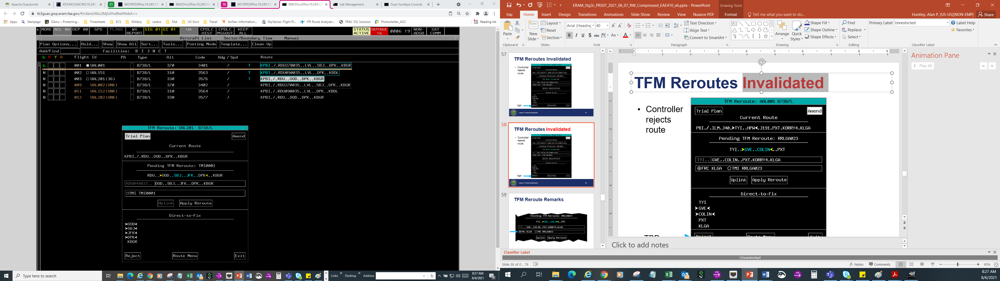 Apache Guacamole
455/MCG:MCWS:10.245.
21
865/RPD:RPos:10.245.12
866/DVu:DPos:10.245.12
16
867/RPD:RPos:10.245.12
868/DVu:DPos:10.245.12
Lab Management
Guac huntleya Console
tb3guac.gwp.eram.faa.gov/#/client/Mzc2MjUAYwBteXNxbA==
Apps
Startpage
Gibiru – Protecting...
Timesheets
ECS
Military
Leidos
FAA
US Govt
Travel
AirNav: Information...
SkyVector: Flight Pl...
IFR Route Analyzer...
FRAC SSL Solution
Photoshelter_AOC
Reading list
MORE ACL 06 DEP 00 GPD PLANS WX REPORT SIG 01 GI 01 UA CPDLC HIST CPDLC MSGOUT KEEP ALL STATUS ACTIVE OUTAGE 16 0006 19 NON-ADSB SAT COMM
Aircraft List Sector/Boundary Time Manual
Plan Options... Hold... Show Show All Sort... Tools... Posting Mode Template... Clean Up
Add/Find Facilities: B I J N C T
R Y A Flight Id PA Type Alt Code Hdg/Spd Route
001 UAL001 B738/L 370 3401 / T KPBI./.RDU270035..LVL..SBJ..DPK..KBGR
N 002 UAL151 B738/L 310 3563 / T KPBI./.RDU090035..LVL..DPK..KBDL
N 003 UAL201(36) B738/L 330 3576 / T KPBI./.RDU..OOD..DPK..KBGR
N 009 UAL002(UNK) B738/L 370 3402 / KPBI./.RDU270035..LVL..SBJ..DPK..KBGR
N 011 UAL152(UNK) B738/L 310 3564 / KPBI./.RDU090035..LVL..DPK..KBDL
N 012 UAL202(UNK) B738/L 330 3577 / KPBI./.RDU..OOD..DPK..KBGR
TFM Reroute: UAL201 B738/L
Trial Plan Amend
Current Route
KPBI./.RDU..OOD..DPK..KBGR
Pending TFM Reroute: TMI0001
RDU..➤OOD..SBJ..JFK..DPK◄..KBGR
RDU044027.. OOD..SBJ..JFK..DPK..KBGR
○TMI TMI0001
Uplink Apply Reroute
Direct-to-Fix
➤OOD◄
➤SBJ◄
➤JFK◄
➤DPK◄
KBGR
Reject Route Menu Exit
Type here to search
Links » Desktop » Address
8:27 AM
8/6/2021
18
ERAM_Stg3c_PRS07_2021_06_07_RW_Compressed_EAE410_ah.pptx - PowerPoint
Drawing Tools
File Home Insert Design Transitions Animations Slide Show Review View Nuance PDF Format Tell me what you want to do...
Huntley, Alan P. [US-US][NON-EMP] Share
Paste
Clipboard
New Slide
Layout
Reset
Section
Slides
Arial (Heading 40
B I U S abc AV Aa A
Font
Text Direction
Align Text
Convert to SmartArt
Paragraph
Arrange
Quick Styles
Shape Fill
Shape Outline
Shape Effects
Drawing
Find
Replace
Select
Editing
Primary Label Unrestricted
Label Help
Favorites
Classifier Label
57
TFM Reroutes Invalidated
• Controller rejects route
TBP
Lesson 7: Route Amendments 57
58
TFM Reroutes Invalidated
• Controller rejects route
TBP
Lesson 7: Route Amendments 58
59
TFM Reroute Remarks
Pending TFM Reroute: RRLGA023
TYI..➤GVE..COLIN◄..PXT
TYI.. GVE..COLIN..PXT.KORRY4.KLGA
⊕FRC KLGA ○TMI RRLGA023
Uplink Apply Reroute
TFM Reroutes Invalidated
• Controller
rejects
route
TFM Reroute: AAL005 B738/L
Trial Plan Amend
Current Route
PBI./.ILM.J40.➤TYI..HPW◄.J191.PXT.KORRY4.KLGA
Pending TFM Reroute: RRLGA023
TYI..➤GVE..COLIN◄..PXT
TYI..|GVE..COLIN..PXT.KORRY4.KLGA
⊕FRC KLGA ○TMI RRLGA023
Uplink Apply Reroute
Direct-to-Fix
TYI
➤GVE◄
➤COLIN◄
PXT
KLGA
TBP Reject Route Menu Exit
Click to add notes
Animation Pane
Play All
Classifier Label
Unrestricted
Slide 58 of 0 .. 76
Notes Comments 90%
8:27 AM
8/6/2021